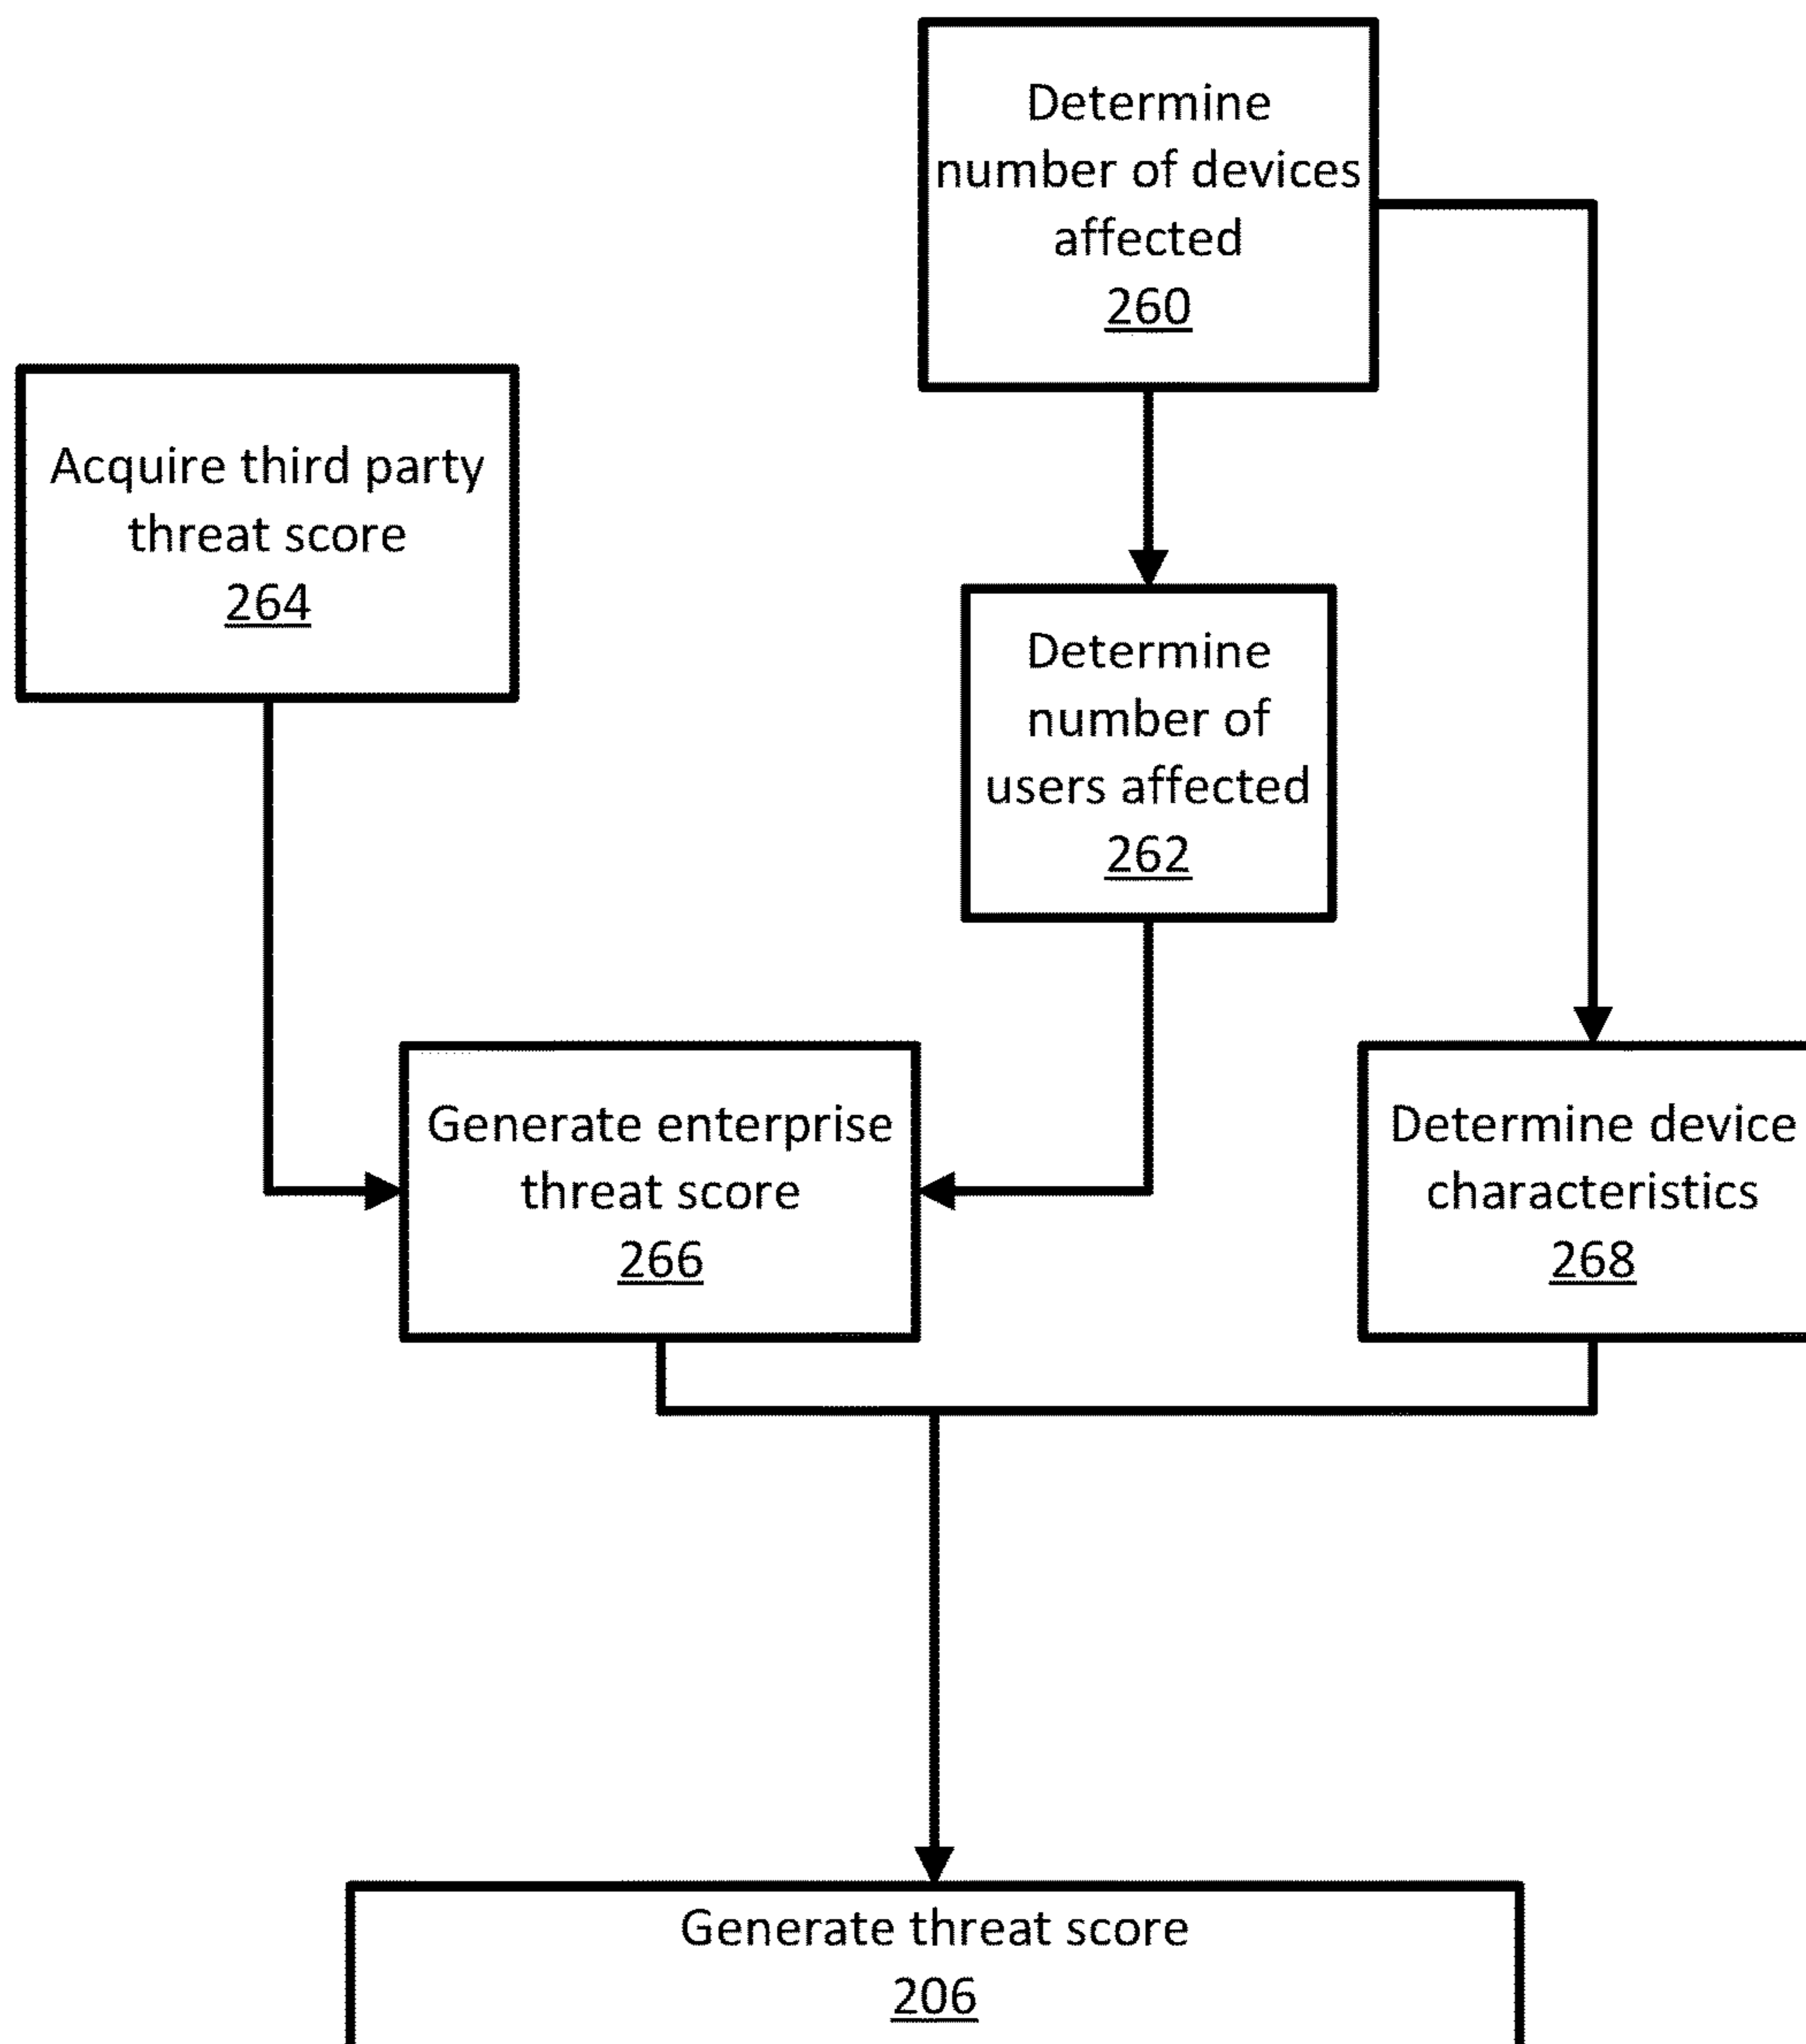 Determine
number of devices
affected
260
Acquire third party
threat score
264
Determine
number of
users affected
262
Generate enterprise
threat score
266
Determine device
characteristics
268
Generate threat score
206